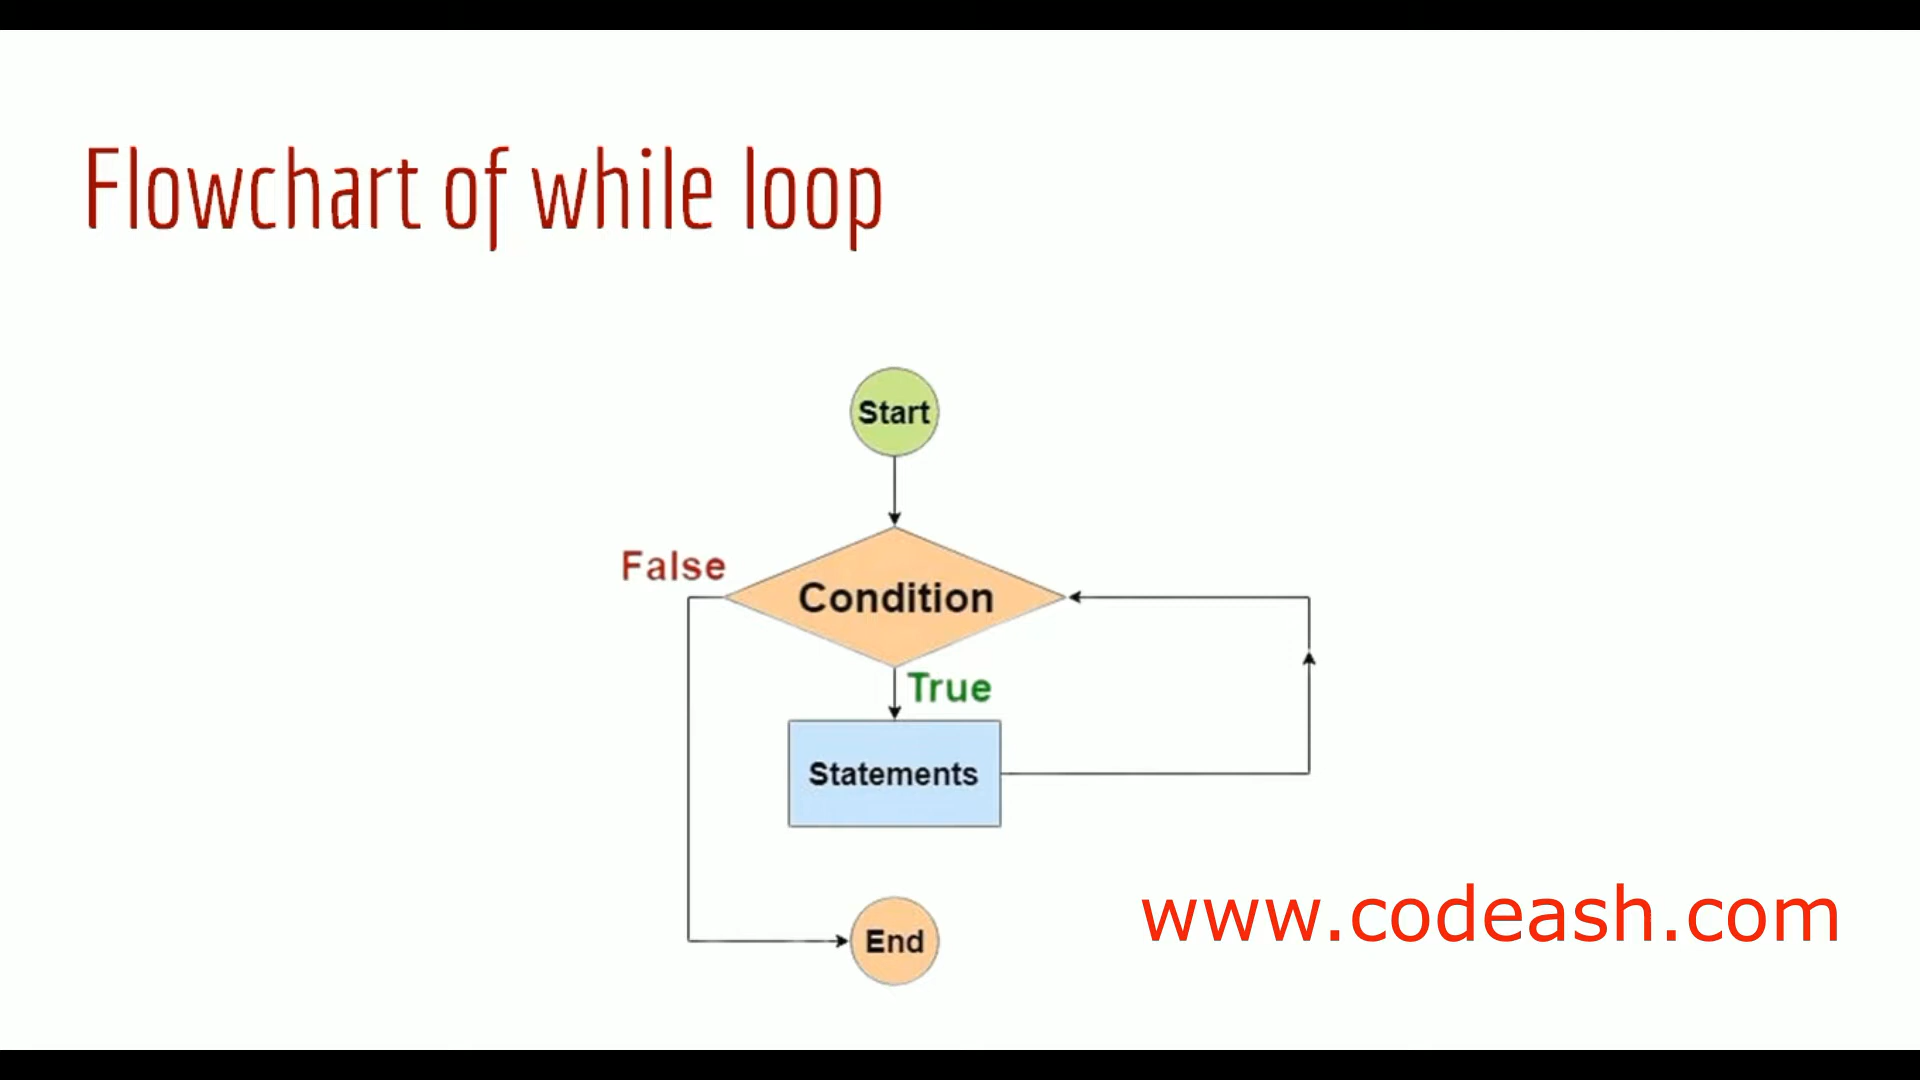 Flowchart of while loop
Start
False
Condition
True
Statements
End
www.codeash.com